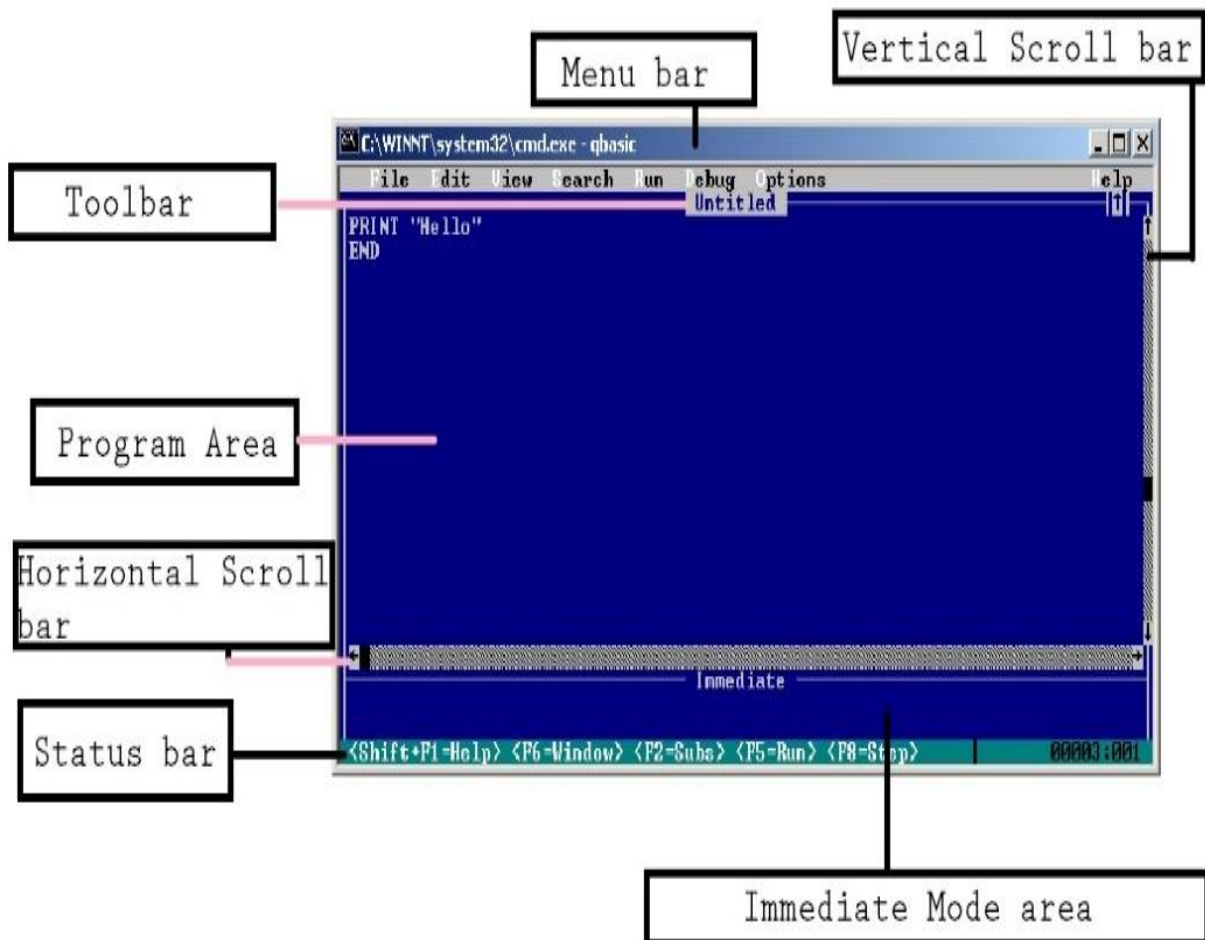 Menu bar
Vertical Scroll bar
C:\WINNT\system32\cmd.exe - qbasic
File Edit View Search Run Debug Options Help
Toolbar
Untitled
PRINT "Hello"
END
Program Area
Horizontal Scroll
bar
Immediate
Status bar
<Shift+F1=Help> <F6=Window> <F2=Subs> <F5=Run> <F8=Step> 00003:001
Immediate Mode area